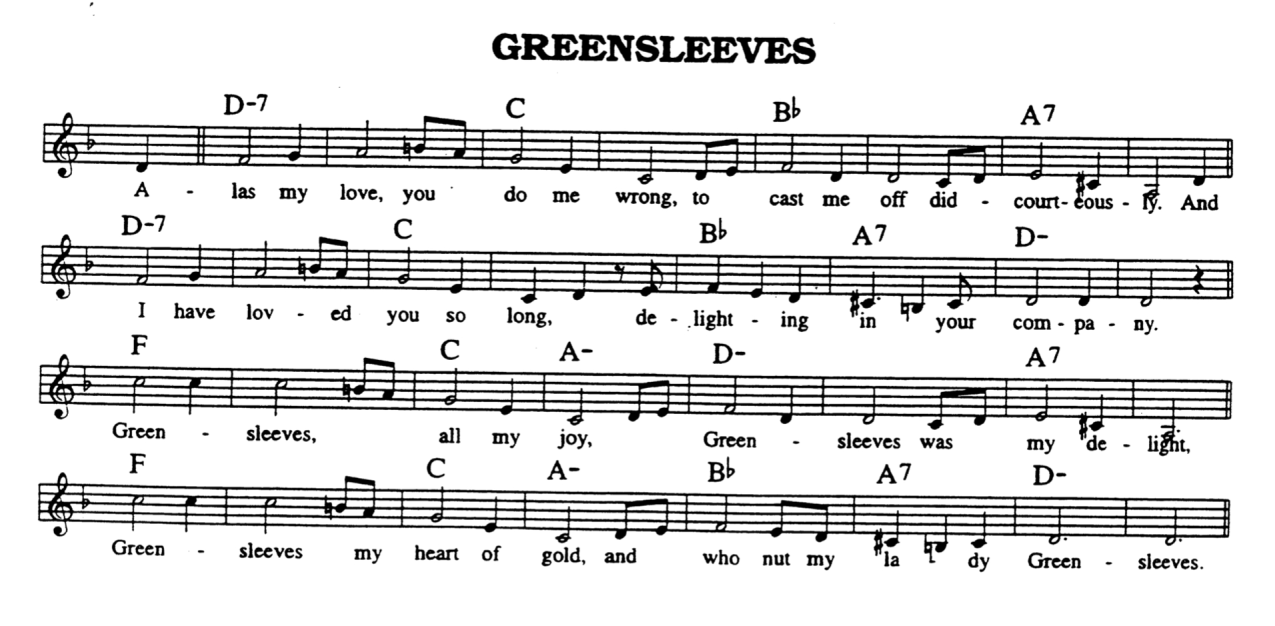 GREENSLEEVES
D-7 C B♭ A7
A - las my love, you do me wrong, to cast me off did - court- eous - ly. And
D-7 C B♭ A7 D-
I have lov - ed you so long, de - light - ing in your com - pa - ny.
F C A- D- A7
Green - sleeves, all my joy, Green - sleeves was my de - light,
F C A- B♭ A7 D-
Green - sleeves my heart of gold, and who nut my la - dy Green - sleeves.